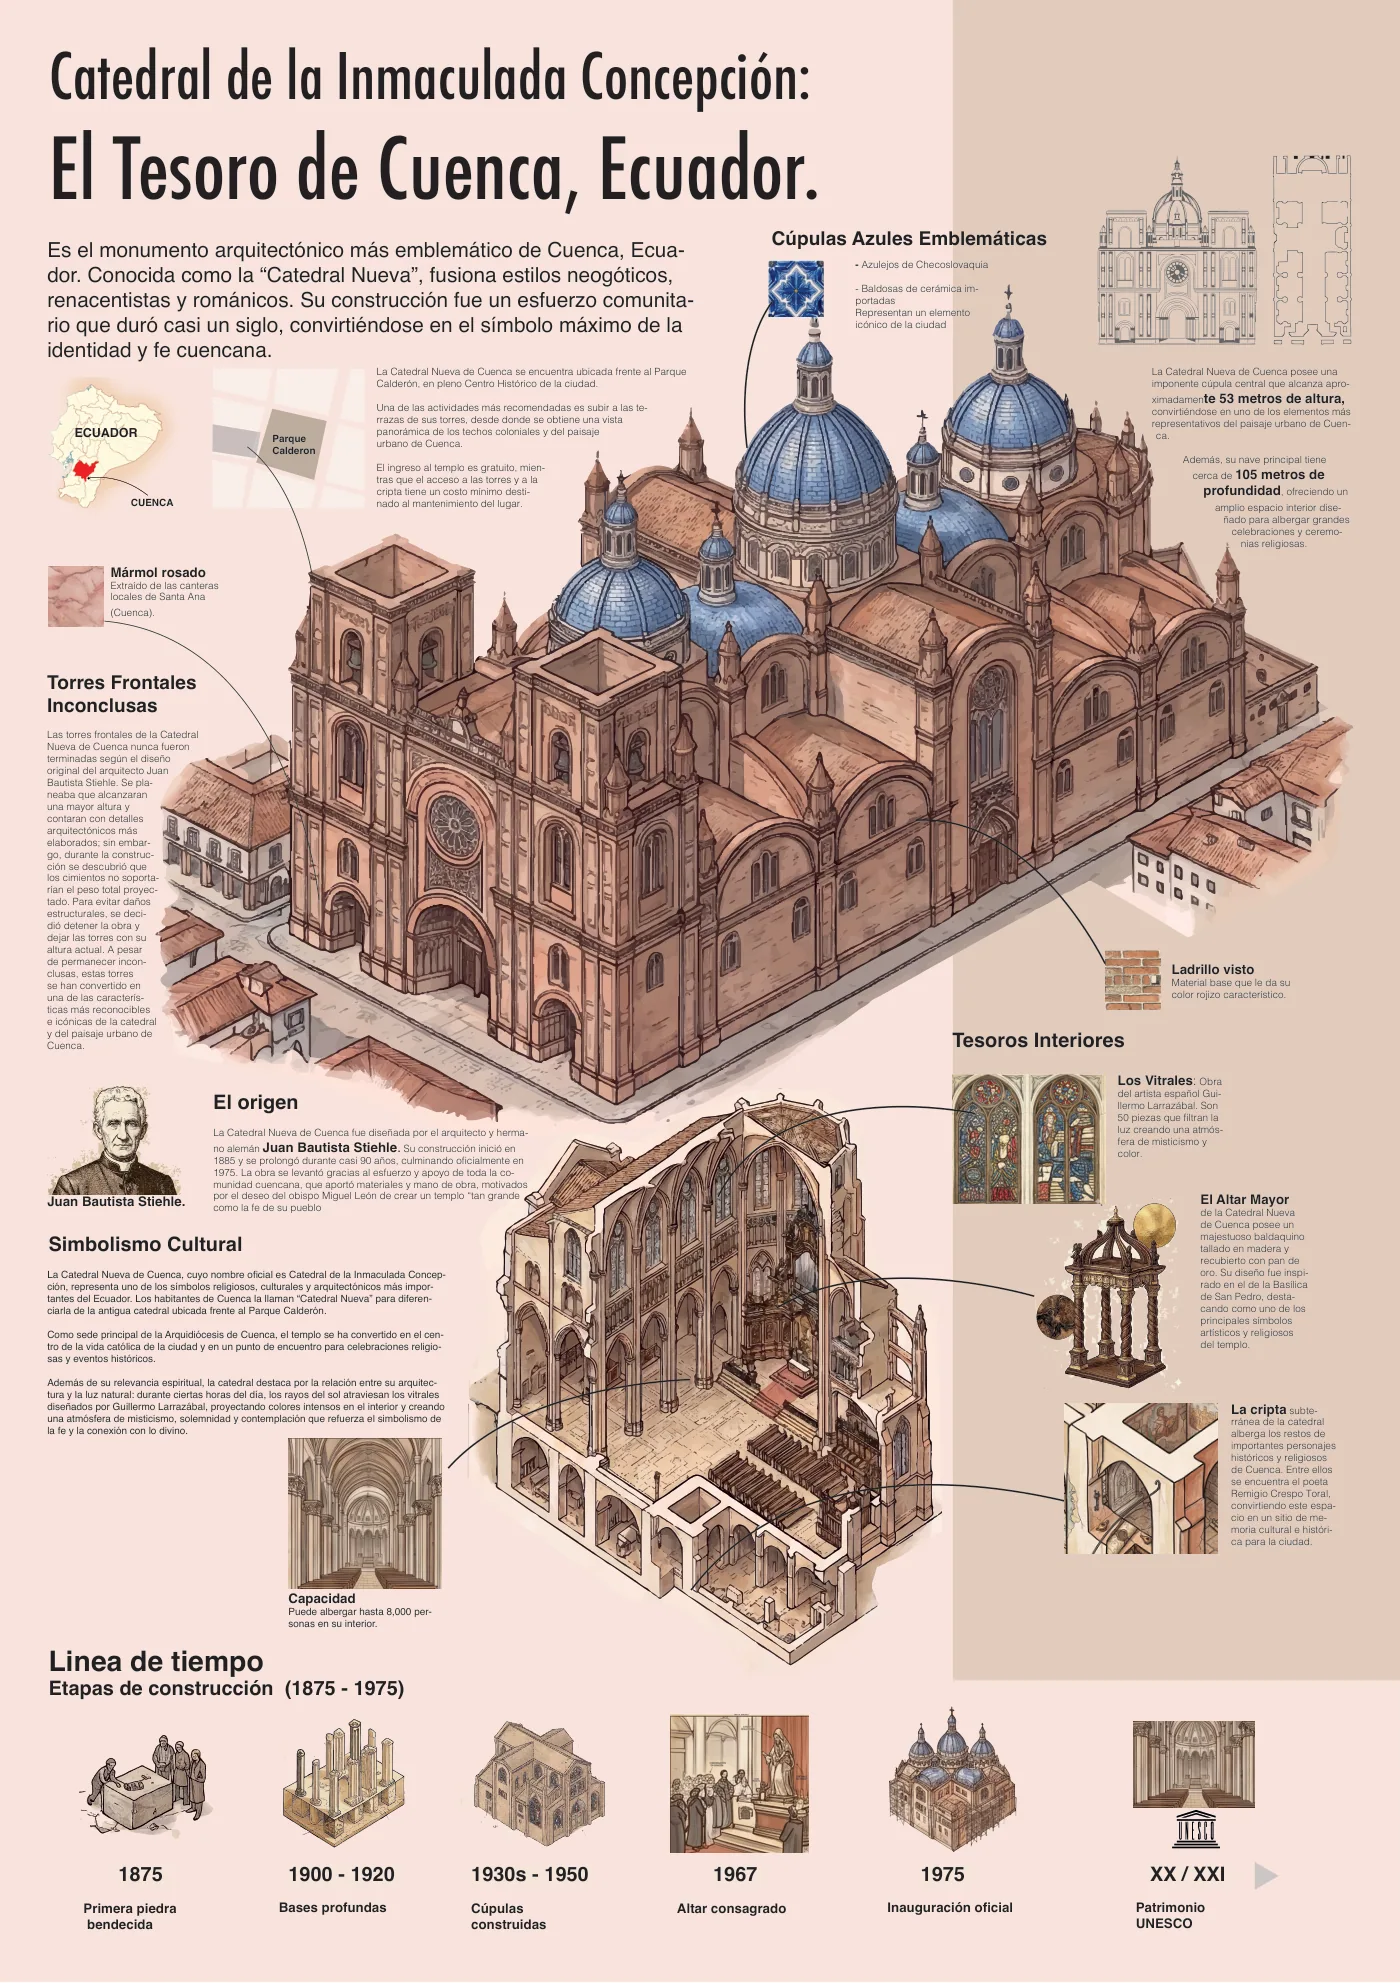 Catedral de la Inmaculada Concepción:
El Tesoro de Cuenca, Ecuador.
Es el monumento arquitectónico más emblemático de Cuenca, Ecua-
dor. Conocida como la “Catedral Nueva”, fusiona estilos neogóticos,
renacentistas y románicos. Su construcción fue un esfuerzo comunita-
rio que duró casi un siglo, convirtiéndose en el símbolo máximo de la
identidad y fe cuencana.
Cúpulas Azules Emblemáticas
- Azulejos de Checoslovaquia
- Baldosas de cerámica im-
portadas
Representan un elemento
icónico de la ciudad
ECUADOR
CUENCA
Parque
Calderon
La Catedral Nueva de Cuenca se encuentra ubicada frente al Parque
Calderón, en pleno Centro Histórico de la ciudad.
Una de las actividades más recomendadas es subir a las te-
rrazas de sus torres, desde donde se obtiene una vista
panorámica de los techos coloniales y del paisaje
urbano de Cuenca.
El ingreso al templo es gratuito, mien-
tras que el acceso a las torres y a la
cripta tiene un costo mínimo desti-
nado al mantenimiento del lugar.
La Catedral Nueva de Cuenca posee una
imponente cúpula central que alcanza apro-
ximadamente 53 metros de altura,
convirtiéndose en uno de los elementos más
representativos del paisaje urbano de Cuen-
ca.
Además, su nave principal tiene
cerca de 105 metros de
profundidad, ofreciendo un
amplio espacio interior dise-
ñado para albergar grandes
celebraciones y ceremo-
nias religiosas.
Mármol rosado
Extraido de las canteras
locales de Santa Ana
(Cuenca).
Torres Frontales
Inconclusas
Las torres frontales de la Catedral
Nueva de Cuenca nunca fueron
terminadas según el diseño
original del arquitecto Juan
Bautista Stiehle. Se pla-
neaba que alcanzaran
una mayor altura y
contaran con detalles
arquitectónicos más
elaborados; sin embar-
go, durante la construc-
ción se descubrió que
los cimientos no soporta-
rían el peso total proyec-
tado. Para evitar daños
estructurales, se deci-
dió detener la obra y
dejar las torres con su
altura actual. A pesar
de permanecer incon-
clusas, estas torres
se han convertido en
una de las caracterís-
ticas más reconocibles
e icónicas de la catedral
y del paisaje urbano de
Cuenca.
Ladrillo visto
Material base que le da su
color rojizo característico.
Tesoros Interiores
Los Vitrales: Obra
del artista español Gui-
llermo Larrazábal. Son
50 piezas que filtran la
luz creando una atmós-
fera de misticismo y
color.
El Altar Mayor
de la Catedral Nueva
de Cuenca posee un
majestuoso baldaquino
tallado en madera y
recubierto con pan de
oro. Su diseño fue inspi-
rado en el de la Basílica
de San Pedro, desta-
cando como uno de los
principales símbolos
artísticos y religiosos
del templo.
La cripta subte-
rránea de la catedral
alberga los restos de
importantes personajes
históricos y religiosos
de Cuenca. Entre ellos
se encuentra el poeta
Remigio Crespo Toral,
convirtiendo este espa-
cio en un sitio de me-
moria cultural e históri-
ca para la ciudad.
Juan Bautista Stiehle.
El origen
La Catedral Nueva de Cuenca fue diseñada por el arquitecto y herma-
no alemán Juan Bautista Stiehle. Su construcción inició en
1885 y se prolongó durante casi 90 años, culminando oficialmente en
1975. La obra se levantó gracias al esfuerzo y apoyo de toda la co-
munidad cuencana, que aportó materiales y mano de obra, motivados
por el deseo del obispo Miguel León de crear un templo “tan grande
como la fe de su pueblo
Simbolismo Cultural
La Catedral Nueva de Cuenca, cuyo nombre oficial es Catedral de la Inmaculada Concep-
ción, representa uno de los símbolos religiosos, culturales y arquitectónicos más impor-
tantes del Ecuador. Los habitantes de Cuenca la llaman “Catedral Nueva” para diferen-
ciarla de la antigua catedral ubicada frente al Parque Calderón.
Como sede principal de la Arquidiócesis de Cuenca, el templo se ha convertido en el cen-
tro de la vida católica de la ciudad y en un punto de encuentro para celebraciones religio-
sas y eventos históricos.
Además de su relevancia espiritual, la catedral destaca por la relación entre su arquitec-
tura y la luz natural: durante ciertas horas del día, los rayos del sol atraviesan los vitrales
diseñados por Guillermo Larrazábal, proyectando colores intensos en el interior y creando
una atmósfera de misticismo, solemnidad y contemplación que refuerza el simbolismo de
la fe y la conexión con lo divino.
Capacidad
Puede albergar hasta 8,000 per-
sonas en su interior.
Linea de tiempo
Etapas de construcción (1875 - 1975)
1875
Primera piedra
bendecida
1900 - 1920
Bases profundas
1930s - 1950
Cúpulas
construidas
1967
Altar consagrado
1975
Inauguración oficial
UNESCO
XX / XXI
Patrimonio
UNESCO